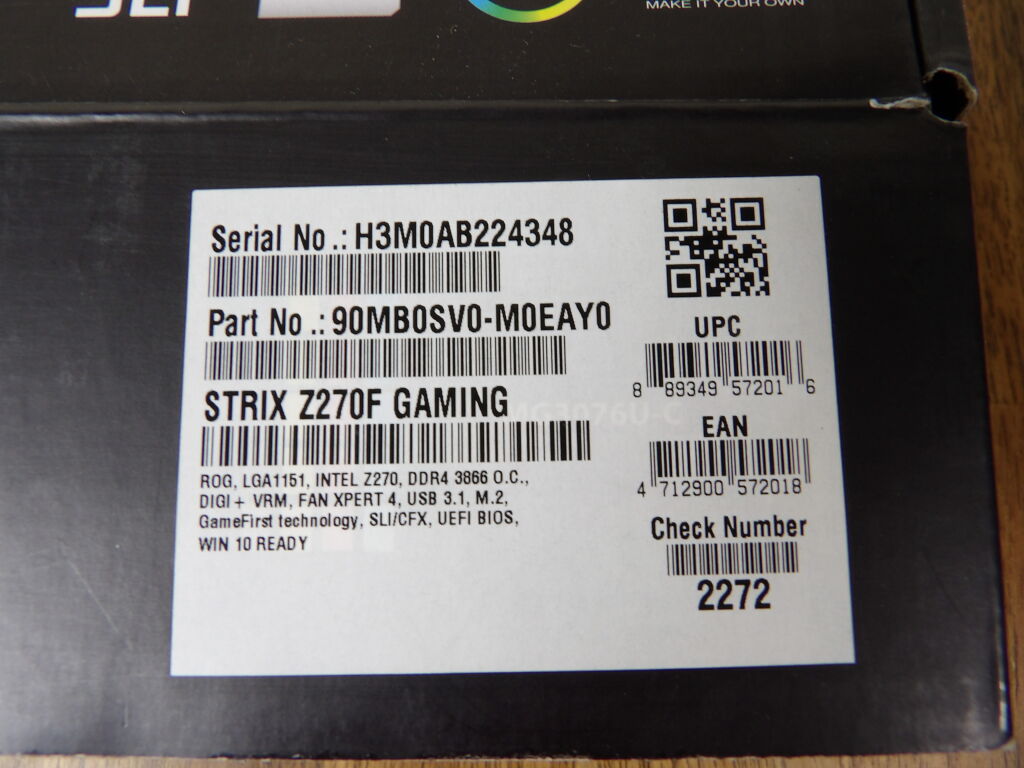 SLI
MAKE IT YOUR OWN
Serial No.: H3M0AB224348
Part No.: 90MB0SV0-M0EAY0
STRIX Z270F GAMING
ROG, LGA1151, INTEL Z270, DDR4 3866 O.C.,
DIGI+ VRM, FAN XPERT 4, USB 3.1, M.2,
GameFirst technology, SLI/CFX, UEFI BIOS,
WIN 10 READY
UPC
8 89349 57201 6
EAN
4 712900 572018
Check Number
2272